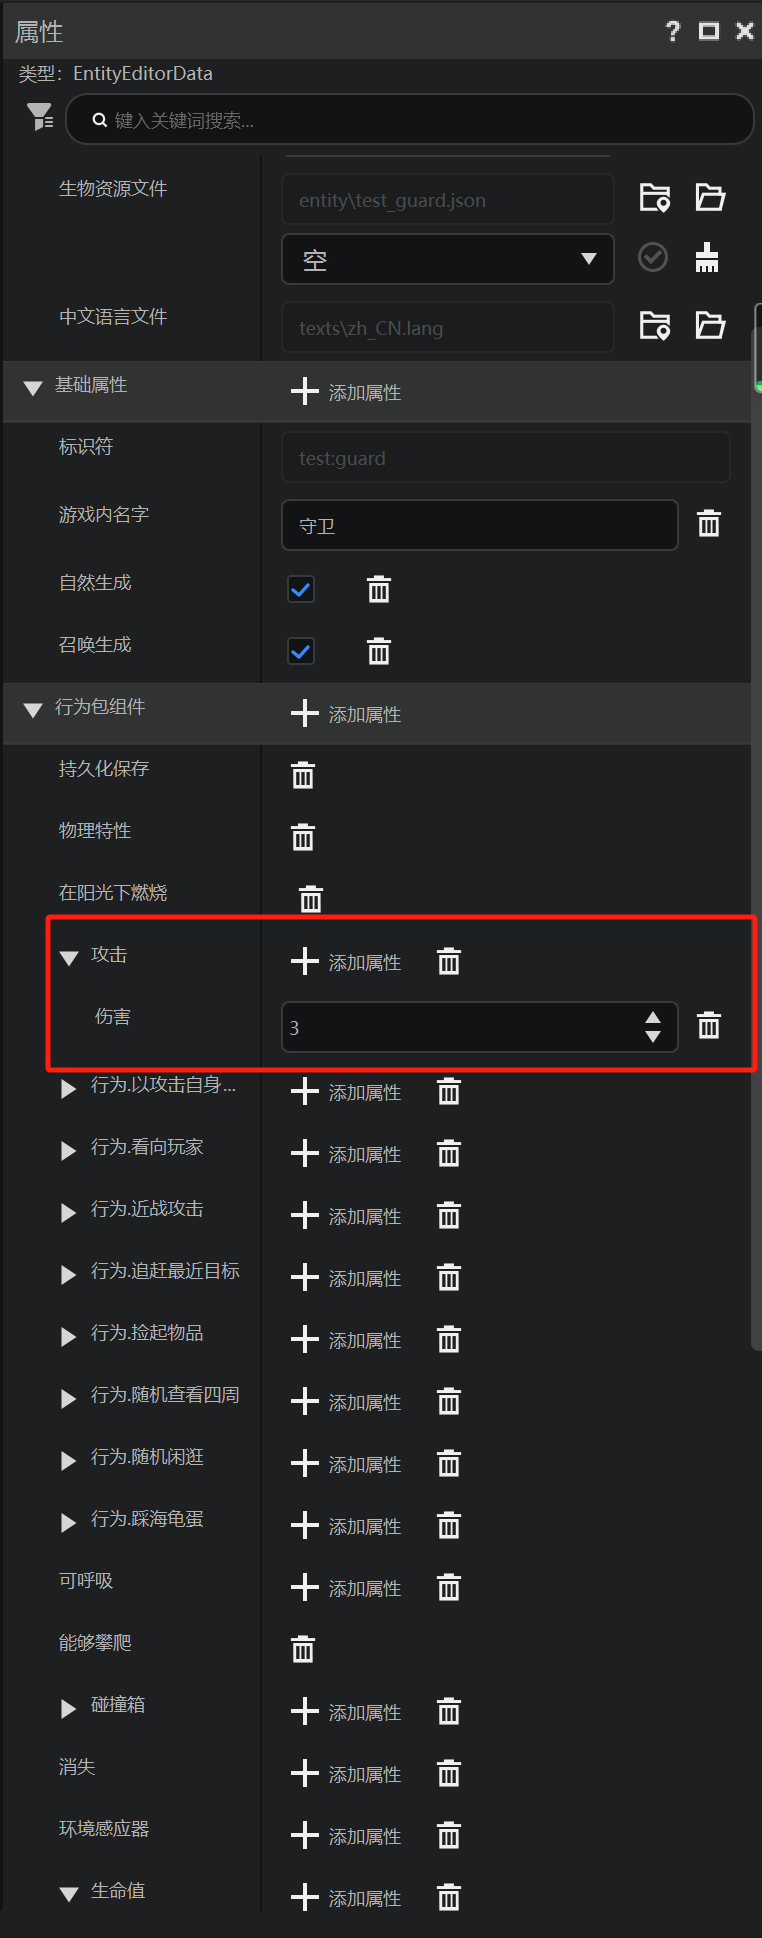 属性
类型：EntityEditorData
键入关键词搜索...
生物资源文件
entity\test_guard.json
空
中文语言文件
texts\zh_CN.lang
基础属性 添加属性
标识符 test:guard
游戏内名字 守卫
自然生成
召唤生成
行为包组件 添加属性
持久化保存
物理特性
在阳光下燃烧
攻击 添加属性
伤害 3
行为.以攻击自身... 添加属性
行为.看向玩家 添加属性
行为.近战攻击 添加属性
行为.追赶最近目标 添加属性
行为.捡起物品 添加属性
行为.随机查看四周 添加属性
行为.随机闲逛 添加属性
行为.踩海龟蛋 添加属性
可呼吸 添加属性
能够攀爬
碰撞箱 添加属性
消失 添加属性
环境感应器 添加属性
生命值 添加属性